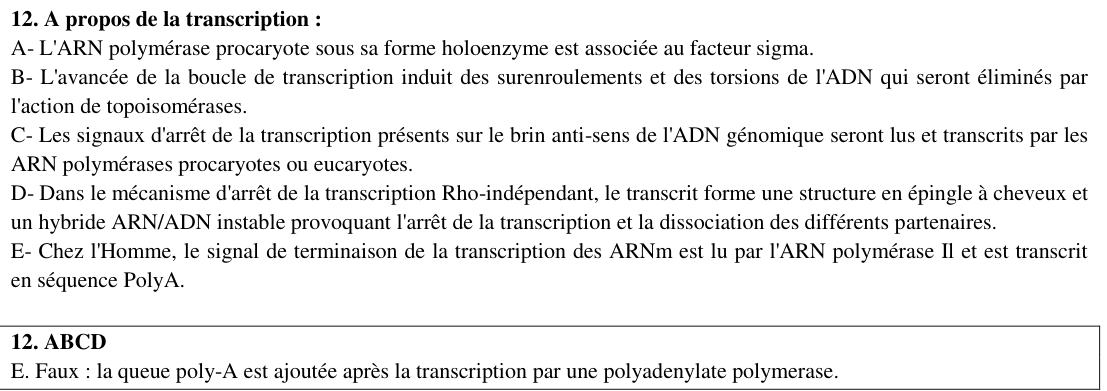 12. A propos de la transcription :
A- L'ARN polymérase procaryote sous sa forme holoenzyme est associée au facteur sigma.
B- L'avancée de la boucle de transcription induit des surenroulements et des torsions de l'ADN qui seront éliminés par
l'action de topoisomérases.
C- Les signaux d'arrêt de la transcription présents sur le brin anti-sens de l'ADN génomique seront lus et transcrits par les
ARN polymérases procaryotes ou eucaryotes.
D- Dans le mécanisme d'arrêt de la transcription Rho-indépendant, le transcrit forme une structure en épingle à cheveux et
un hybride ARN/ADN instable provoquant l'arrêt de la transcription et la dissociation des différents partenaires.
E- Chez l'Homme, le signal de terminaison de la transcription des ARNm est lu par l'ARN polymérase Il et est transcrit
en séquence PolyA.
12. ABCD
E. Faux : la queue poly-A est ajoutée après la transcription par une polyadenylate polymerase.